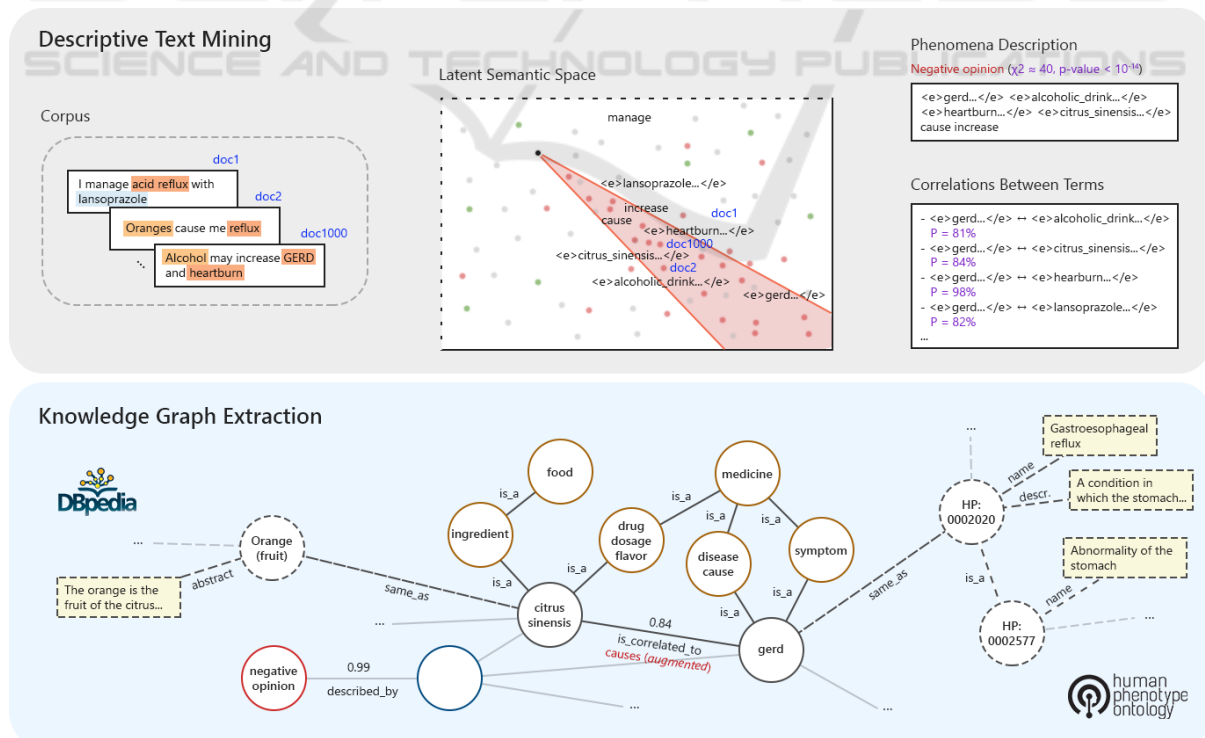 Descriptive Text Mining
SCIENCE AND TECHNOLOGY PUBLICATIONS
Corpus
doc1
I manage acid reflux with
lansoprazole
doc2
Oranges cause me reflux
doc1000
Alcohol may increase GERD
and heartburn
Latent Semantic Space
manage
<e>lansoprazole...</e>
increase
doc1
cause
<e>heartburn...</e>
doc1000
<e>citrus_sinensis...</e>
doc2
<e>alcoholic_drink...</e>
<e>gerd...</e>
Phenomena Description
Negative opinion (χ2 ≈ 40, p-value < 10⁻¹⁴)
<e>gerd...</e> <e>alcoholic_drink...</e>
<e>heartburn...</e> <e>citrus_sinensis...</e>
cause increase
Correlations Between Terms
- <e>gerd...</e> ↔ <e>alcoholic_drink...</e>
P = 81%
- <e>gerd...</e> ↔ <e>citrus_sinensis...</e>
P = 84%
- <e>gerd...</e> ↔ <e>hearburn...</e>
P = 98%
- <e>gerd...</e> ↔ <e>lansoprazole...</e>
P = 82%
...
Knowledge Graph Extraction
DBpedia
...
Orange
(fruit)
abstract
The orange is the
fruit of the citrus...
same_as
food
is_a
ingredient
is_a
drug
dosage
flavor
is_a
citrus
sinensis
...
is_a
medicine
is_a
is_a
disease
cause
symptom
is_a
is_a
0.84
is_correlated_to
causes (augmented)
gerd
negative
opinion
0.99
described_by
...
...
same_as
...
HP:
0002020
name
Gastroesophageal
reflux
descr.
A condition in
which the stomach...
is_a
HP:
0002577
name
Abnormality of the
stomach
...
human
phenotype
ontology